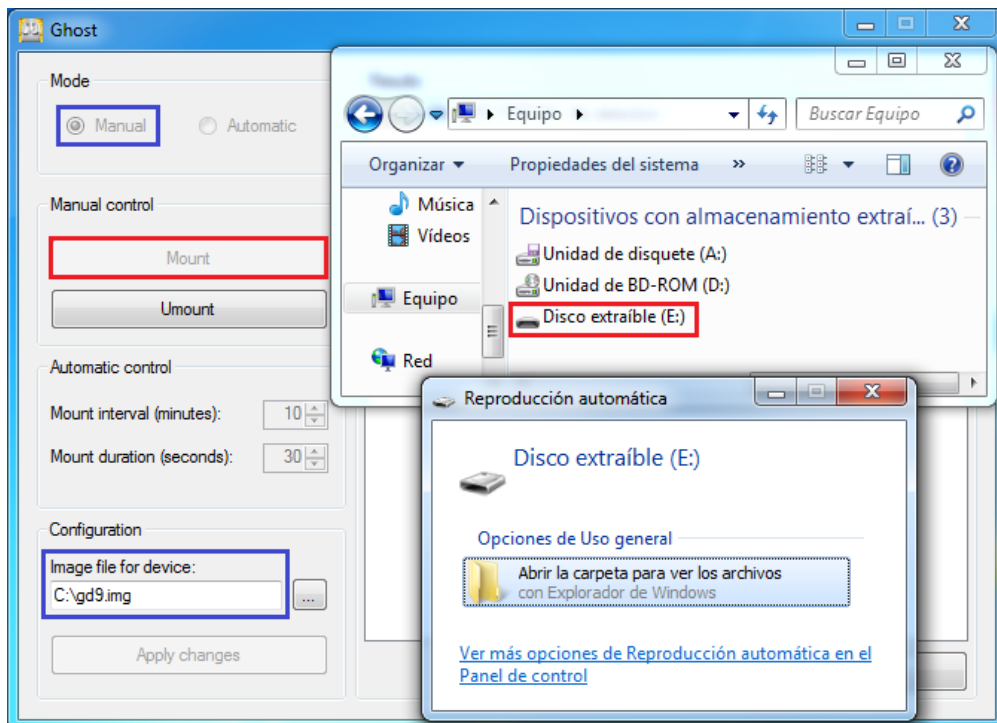 Ghost
Mode
Manual
Automatic
Manual control
Mount
Umount
Automatic control
Mount interval (minutes):
10
Mount duration (seconds):
30
Configuration
Image file for device:
C:\gd9.img
...
Apply changes
Equipo
Buscar Equipo
Organizar
Propiedades del sistema
»
Música
Vídeos
Equipo
Red
Dispositivos con almacenamiento extraí... (3)
Unidad de disquete (A:)
Unidad de BD-ROM (D:)
Disco extraíble (E:)
Reproducción automática
Disco extraíble (E:)
Opciones de Uso general
Abrir la carpeta para ver los archivos
con Explorador de Windows
Ver más opciones de Reproducción automática en el
Panel de control